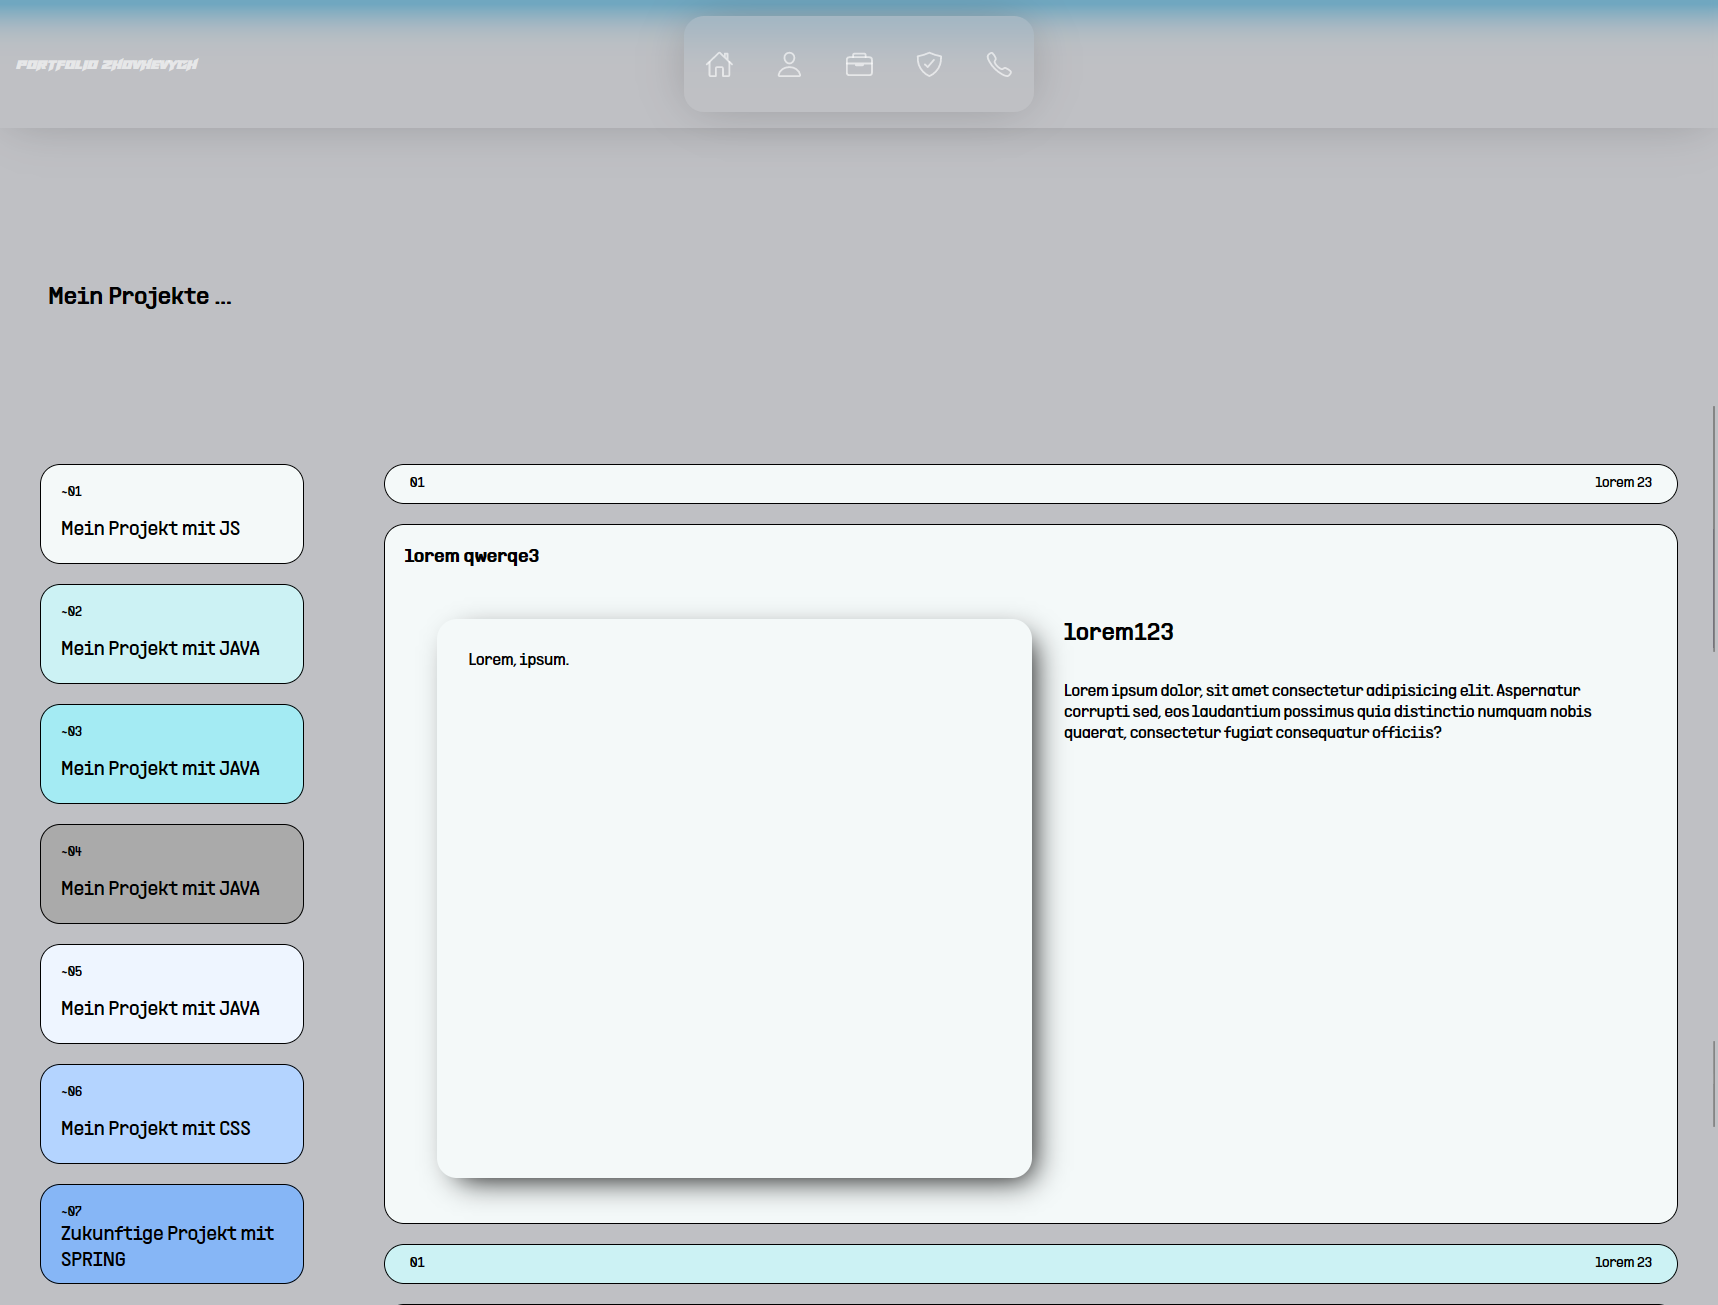 PORTFOLIO ZHOVNEVYCH
Mein Projekte ...
~01
Mein Projekt mit JS
~02
Mein Projekt mit JAVA
~03
Mein Projekt mit JAVA
~04
Mein Projekt mit JAVA
~05
Mein Projekt mit JAVA
~06
Mein Projekt mit CSS
~07
Zukunftige Projekt mit
SPRING
01 lorem 23
lorem qwerqe3
Lorem, ipsum.
lorem123
Lorem ipsum dolor, sit amet consectetur adipisicing elit. Aspernatur
corrupti sed, eos laudantium possimus quia distinctio numquam nobis
quaerat, consectetur fugiat consequatur officiis?
01 lorem 23